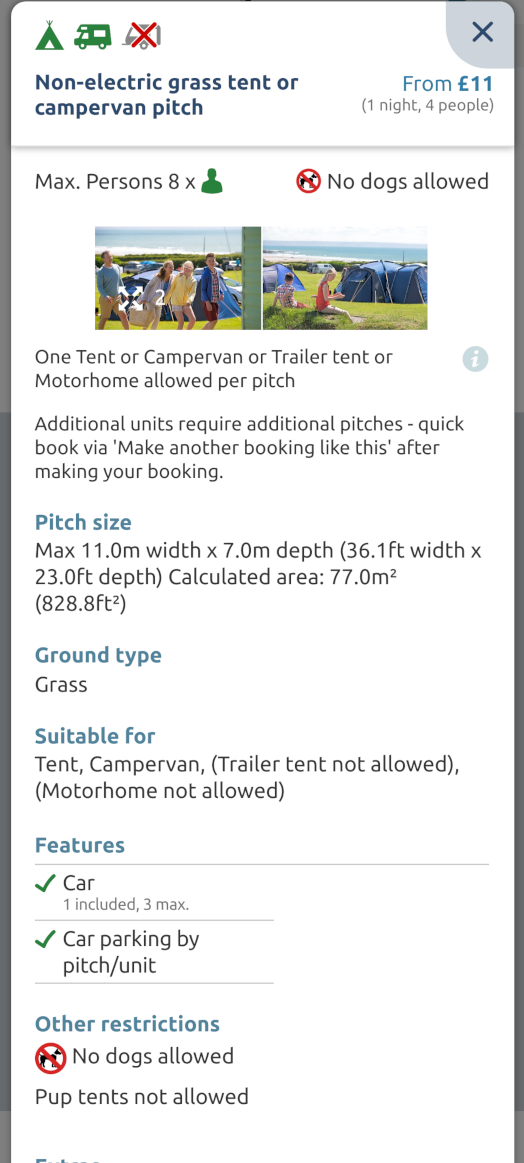 Non-electric grass tent or
campervan pitch
From £11
(1 night, 4 people)
Max. Persons 8 x
No dogs allowed
One Tent or Campervan or Trailer tent or
Motorhome allowed per pitch
Additional units require additional pitches - quick
book via 'Make another booking like this' after
making your booking.
Pitch size
Max 11.0m width x 7.0m depth (36.1ft width x
23.0ft depth) Calculated area: 77.0m²
(828.8ft²)
Ground type
Grass
Suitable for
Tent, Campervan, (Trailer tent not allowed),
(Motorhome not allowed)
Features
Car
1 included, 3 max.
Car parking by
pitch/unit
Other restrictions
No dogs allowed
Pup tents not allowed